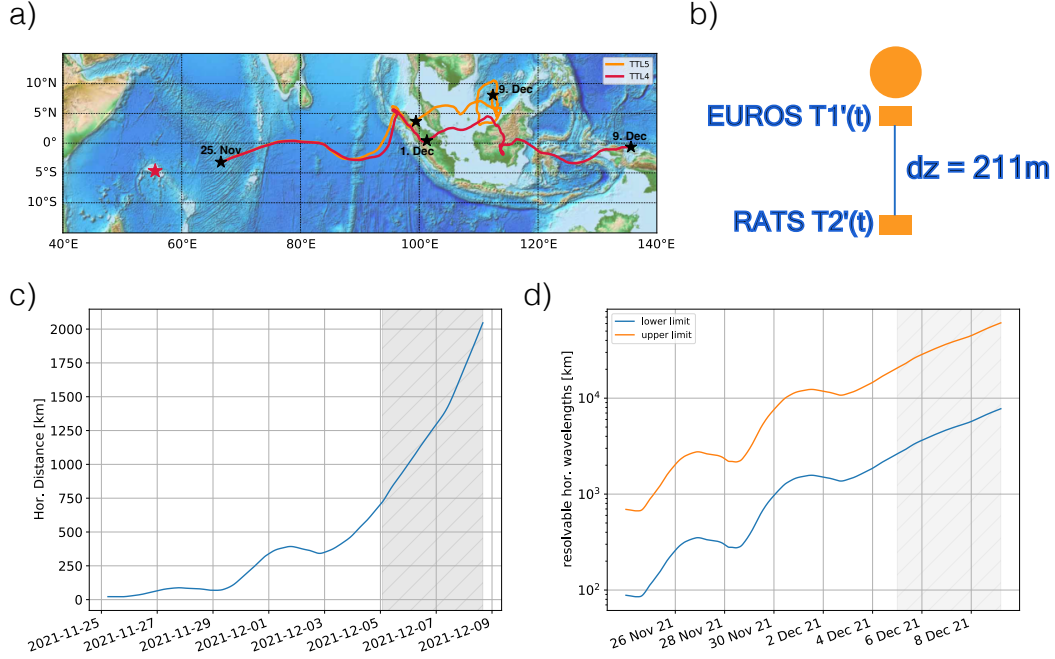 a)
TTL5
TTL4
10°N
5°N
0°
5°S
10°S
25. Nov
1. Dec
9. Dec
9. Dec
40°E
60°E
80°E
100°E
120°E
140°E
b)
EUROS T1'(t)
dz = 211m
RATS T2'(t)
c)
Hor. Distance [km]
2000
1750
1500
1250
1000
750
500
250
0
2021-11-25
2021-11-27
2021-11-29
2021-12-01
2021-12-03
2021-12-05
2021-12-07
2021-12-09
d)
lower limit
upper limit
resolvable hor. wavelengths [km]
10⁴
10³
10²
26 Nov 21
28 Nov 21
30 Nov 21
2 Dec 21
4 Dec 21
6 Dec 21
8 Dec 21